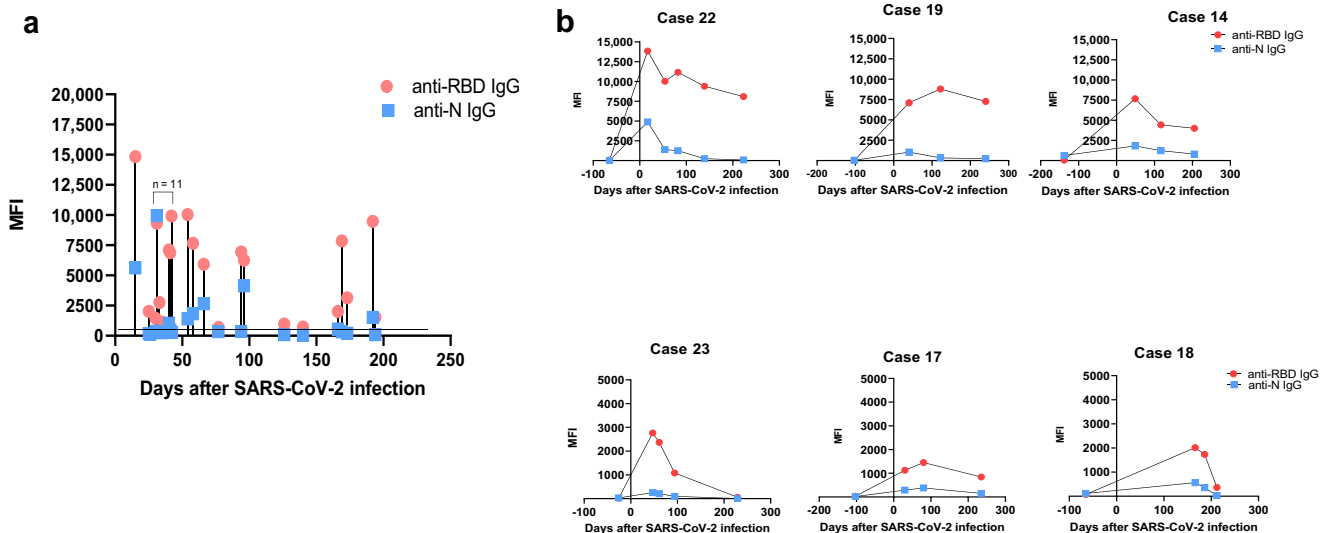 a
anti-RBD IgG
anti-N IgG
20,000
17,500
15,000
12,500
10,000
7500
5000
2500
0
n = 11
MFI
0 50 100 150 200 250
Days after SARS-CoV-2 infection
b
Case 22
15,000
12,500
10,000
7500
5000
2500
MFI
-100 0 100 200 300
Days after SARS-CoV-2 infection
Case 19
15,000
12,500
10,000
7500
5000
2500
MFI
-200 -100 0 100 200 300
Days after SARS-CoV-2 infection
Case 14
anti-RBD IgG
anti-N IgG
15,000
12,500
10,000
7500
5000
2500
MFI
-200 -100 0 100 200 300
Days after SARS-CoV-2 infection
Case 23
5000
4000
3000
2000
1000
MFI
-100 0 100 200 300
Days after SARS-CoV-2 infection
Case 17
5000
4000
3000
2000
1000
MFI
-200 -100 0 100 200 300
Days after SARS-CoV-2 infection
Case 18
anti-RBD IgG
anti-N IgG
5000
4000
3000
2000
1000
MFI
-100 0 100 200 300
Days after SARS-CoV-2 infection